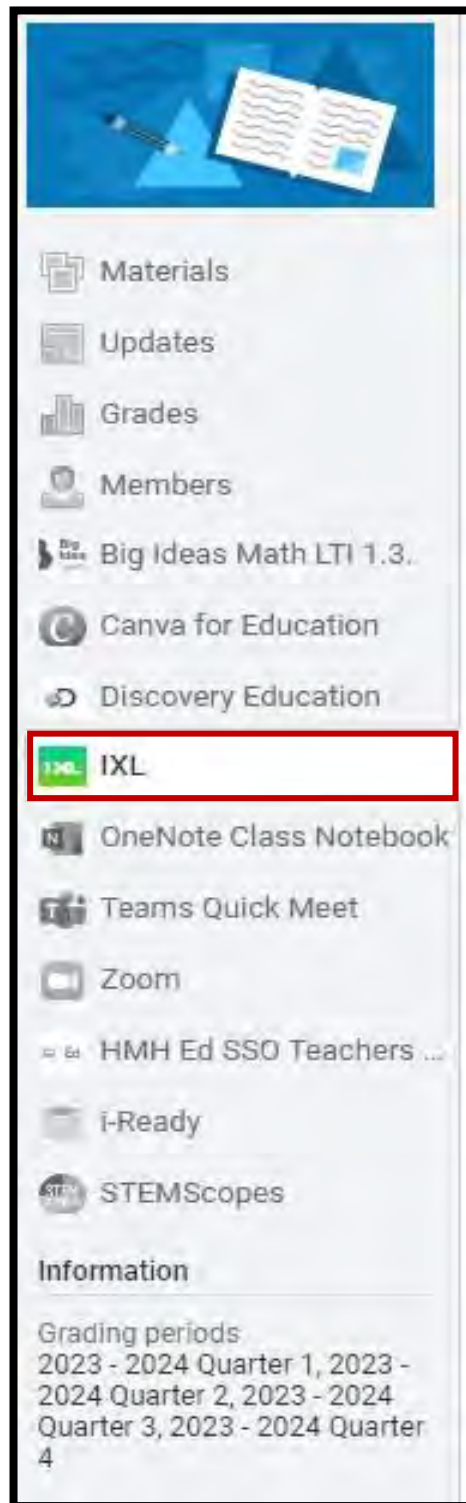 Materials
Updates
Grades
Members
Big Ideas Math LTI 1.3.
Canva for Education
Discovery Education
IXL IXL
OneNote Class Notebook
Teams Quick Meet
Zoom
HMH Ed SSO Teachers ...
i-Ready
STEMScopes
Information
Grading periods
2023 - 2024 Quarter 1, 2023 -
2024 Quarter 2, 2023 - 2024
Quarter 3, 2023 - 2024 Quarter
4